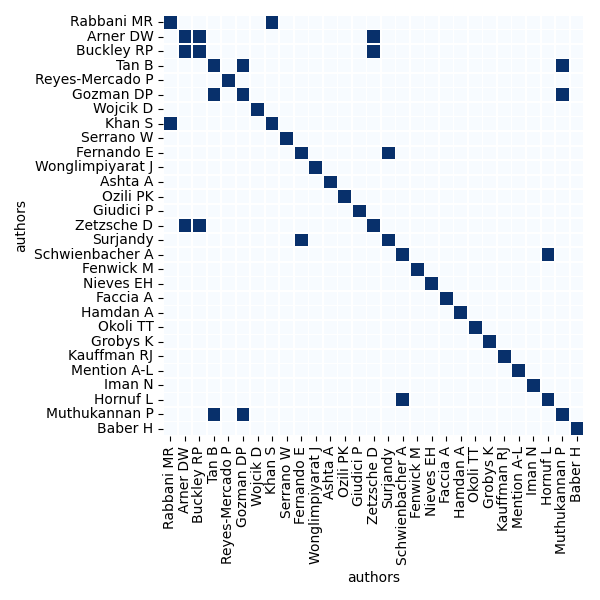 Rabbani MR
Arner DW
Buckley RP
Tan B
Reyes-Mercado P
Gozman DP
Wojcik D
Khan S
Serrano W
Fernando E
Wonglimpiyarat J
Ashta A
Ozili PK
Giudici P
Zetzsche D
Surjandy
Schwienbacher A
Fenwick M
Nieves EH
Faccia A
Hamdan A
Okoli TT
Grobys K
Kauffman RJ
Mention A-L
Iman N
Hornuf L
Muthukannan P
Baber H
authors
Rabbani MR
Arner DW
Buckley RP
Tan B
Reyes-Mercado P
Gozman DP
Wojcik D
Khan S
Serrano W
Fernando E
Wonglimpiyarat J
Ashta A
Ozili PK
Giudici P
Zetzsche D
Surjandy
Schwienbacher A
Fenwick M
Nieves EH
Faccia A
Hamdan A
Okoli TT
Grobys K
Kauffman RJ
Mention A-L
Iman N
Hornuf L
Muthukannan P
Baber H
authors